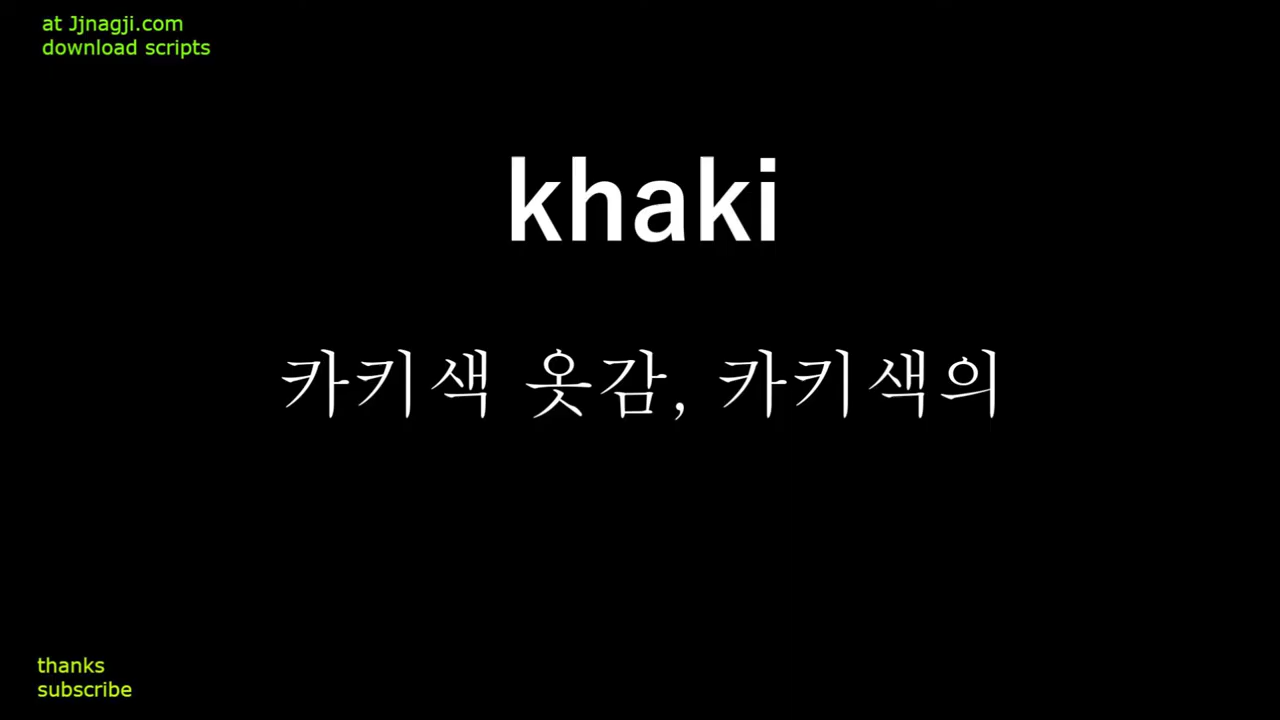 at Jjnagji.com
download scripts
khaki
카키색 옷감, 카키색의
thanks
subscribe